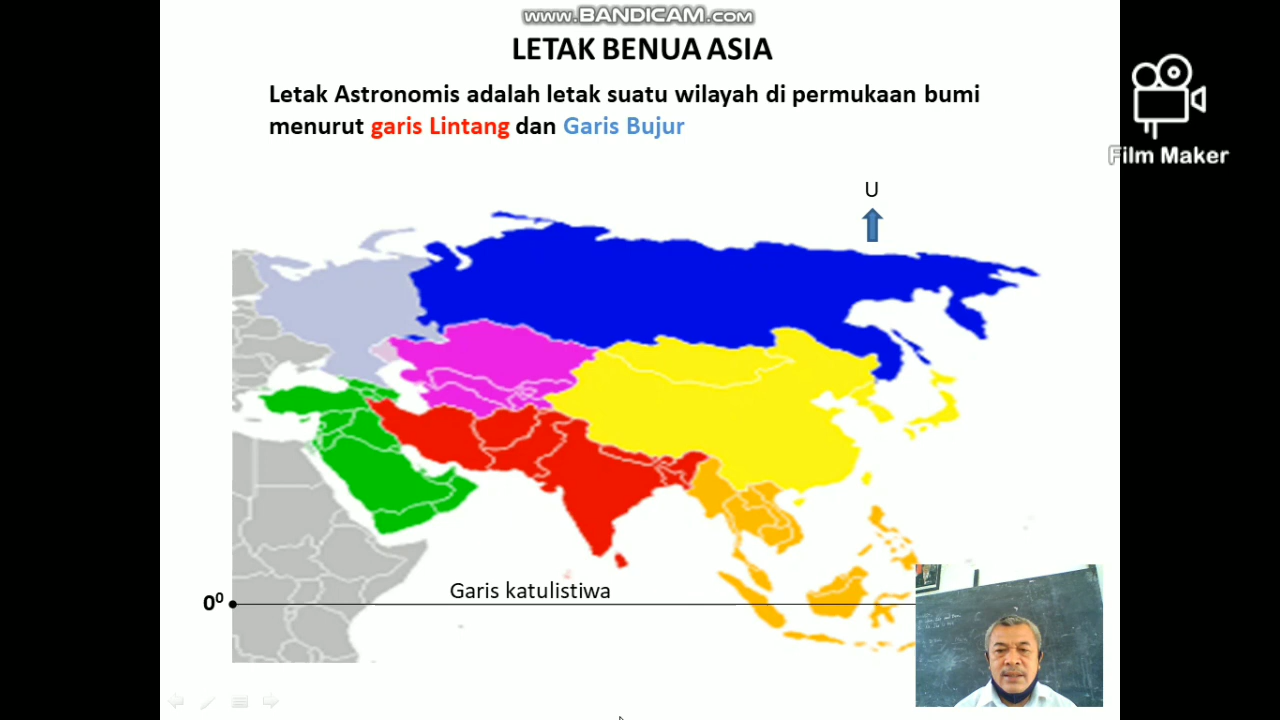 www.BANDICAM.com
LETAK BENUA ASIA
Letak Astronomis adalah letak suatu wilayah di permukaan bumi
menurut garis Lintang dan Garis Bujur
Film Maker
U
Garis katulistiwa
0⁰